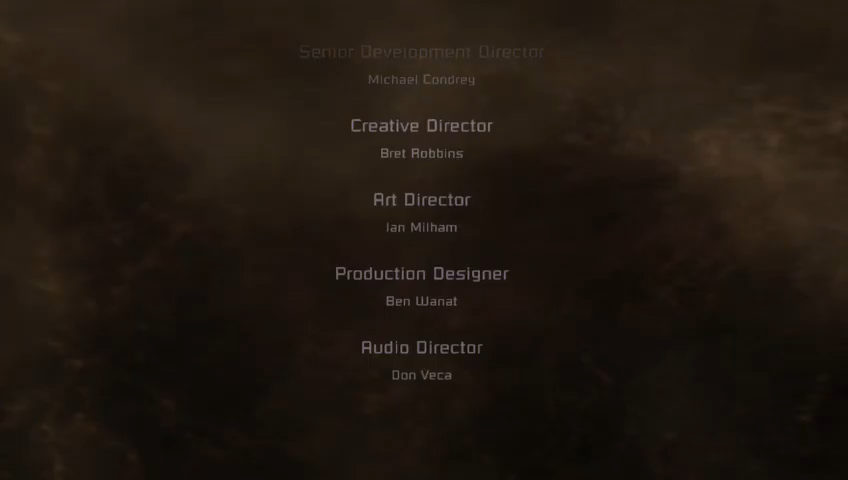 Senior Development Director
Michael Condrey
Creative Director
Bret Robbins
Art Director
Ian Milham
Production Designer
Ben Wanat
Audio Director
Don Veca